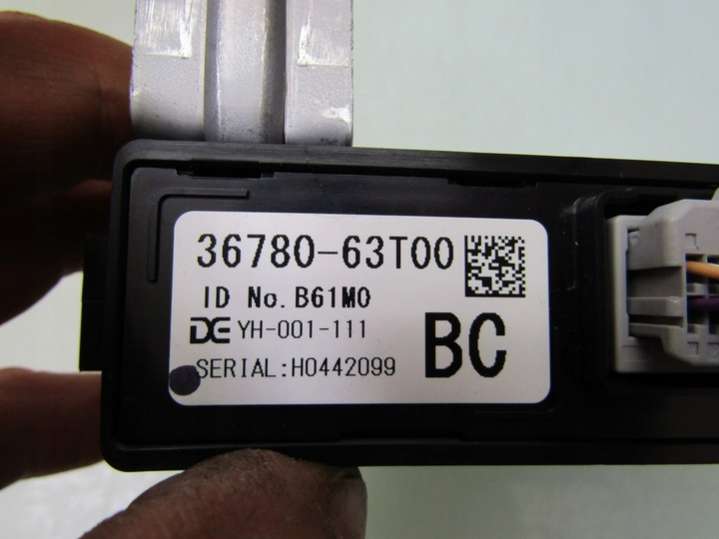 36780-63T00
ID No. B61M0
DE YH-001-111
SERIAL:H0442099
BC